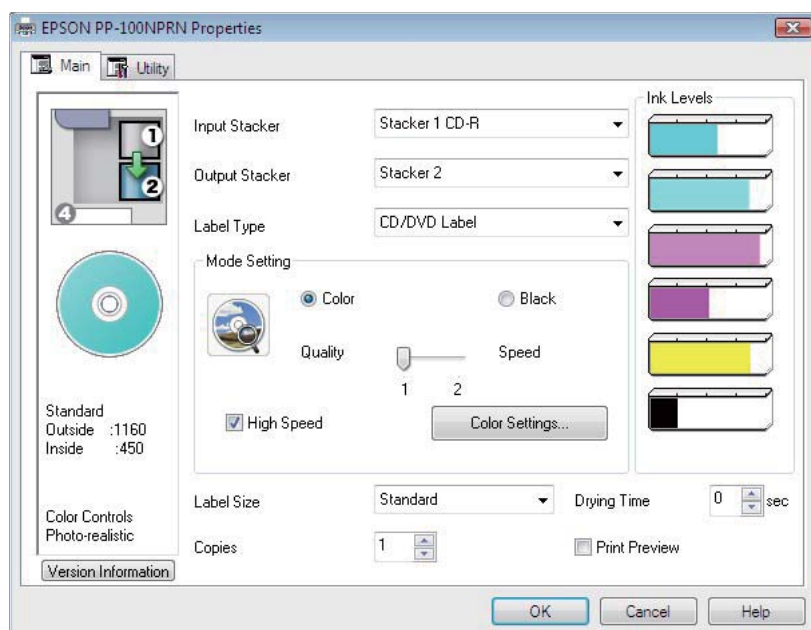 EPSON PP-100NPRN Properties
Main
Utility
1
2
4
Standard
Outside :1160
Inside :450
Color Controls
Photo-realistic
Version Information
Input Stacker
Stacker 1 CD-R
Output Stacker
Stacker 2
Label Type
CD/DVD Label
Mode Setting
Color
Black
Quality
Speed
1 2
High Speed
Color Settings...
Label Size
Standard
Drying Time
0
sec
Copies
1
Print Preview
Ink Levels
OK
Cancel
Help